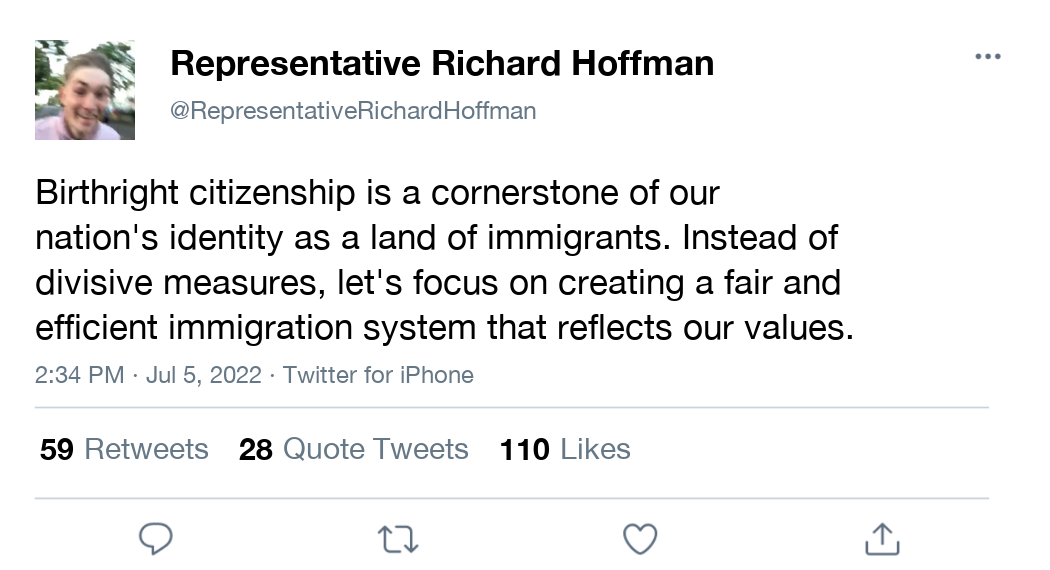 Representative Richard Hoffman
@RepresentativeRichardHoffman
Birthright citizenship is a cornerstone of our
nation's identity as a land of immigrants. Instead of
divisive measures, let's focus on creating a fair and
efficient immigration system that reflects our values.
2:34 PM · Jul 5, 2022 · Twitter for iPhone
59 Retweets 28 Quote Tweets 110 Likes